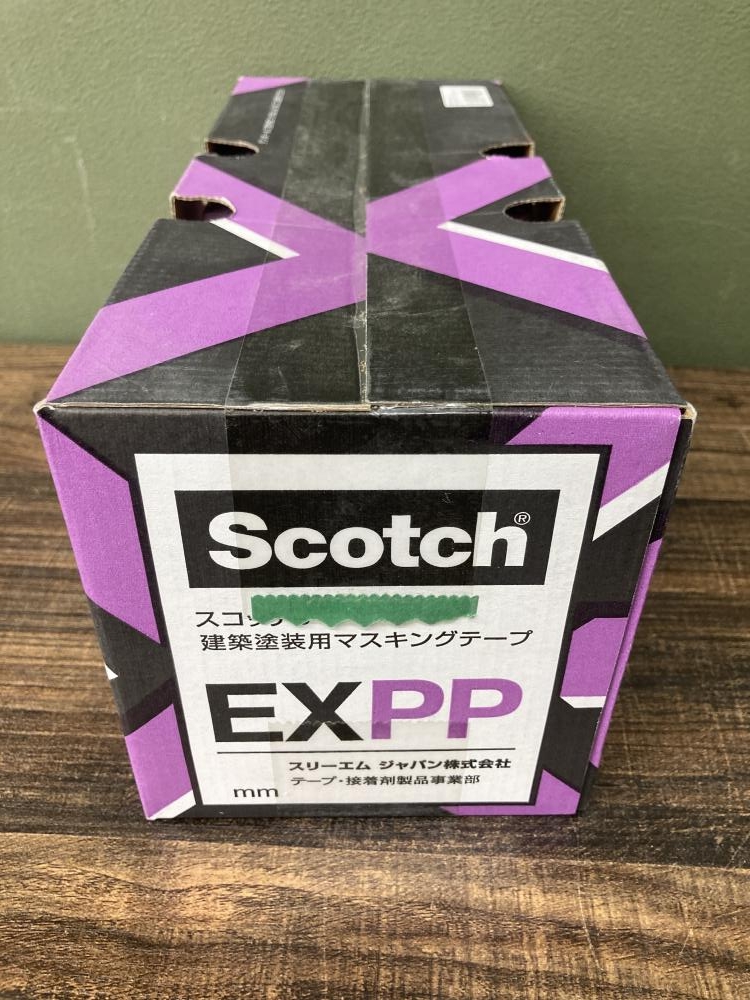 Scotch®
スコッチ
建築塗装用マスキングテープ
EXPP
スリーエム ジャパン株式会社
テープ・接着剤製品事業部
mm